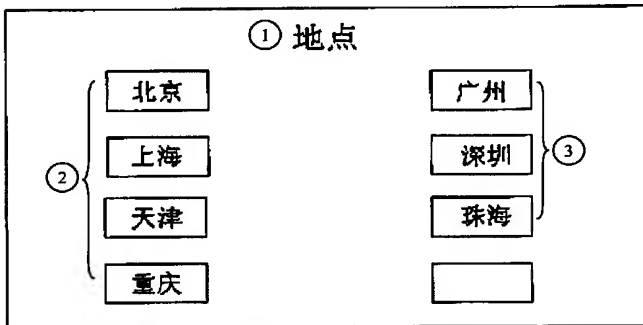 ① 地点
② 北京 广州 ③
上海 深圳
天津 珠海
重庆